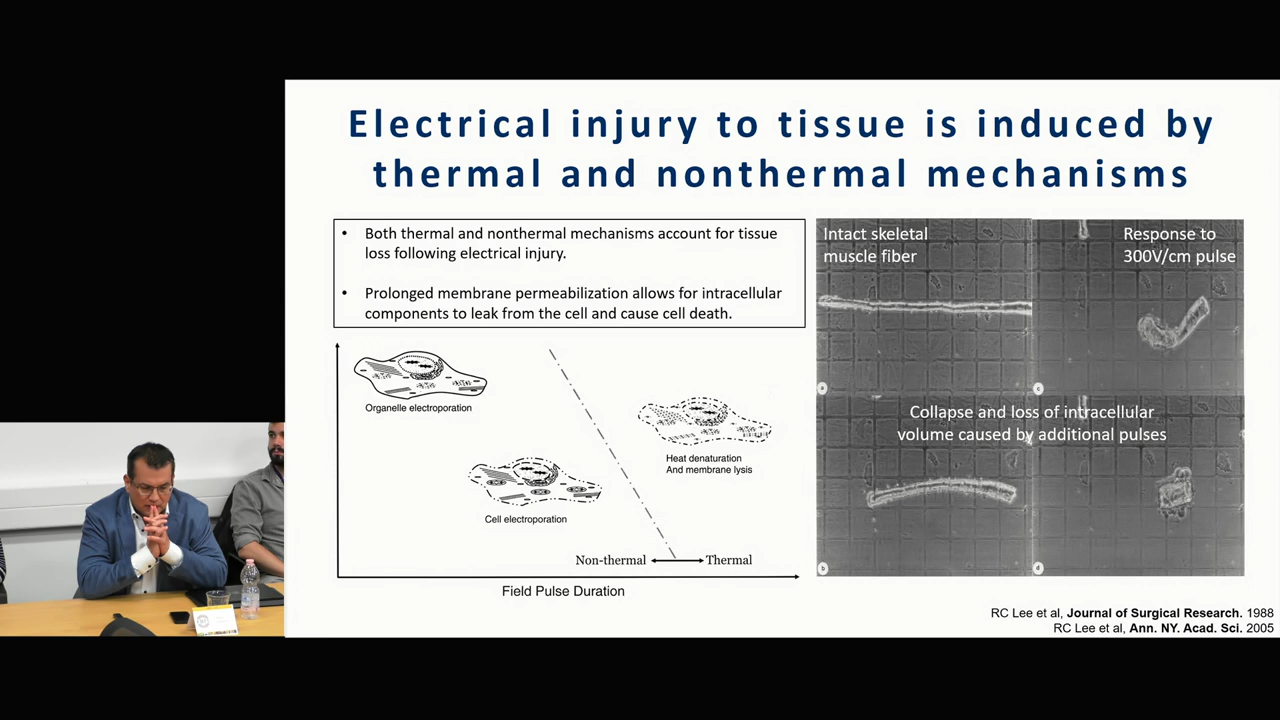 Electrical injury to tissue is induced by
thermal and nonthermal mechanisms
• Both thermal and nonthermal mechanisms account for tissue
loss following electrical injury.
• Prolonged membrane permeabilization allows for intracellular
components to leak from the cell and cause cell death.
Organelle electroporation
Heat denaturation
And membrane lysis
Cell electroporation
Non-thermal
Thermal
Field Pulse Duration
Intact skeletal
muscle fiber
Response to
300V/cm pulse
a
c
Collapse and loss of intracellular
volume caused by additional pulses
b
d
RC Lee et al, Journal of Surgical Research. 1988
RC Lee et al, Ann. NY. Acad. Sci. 2005